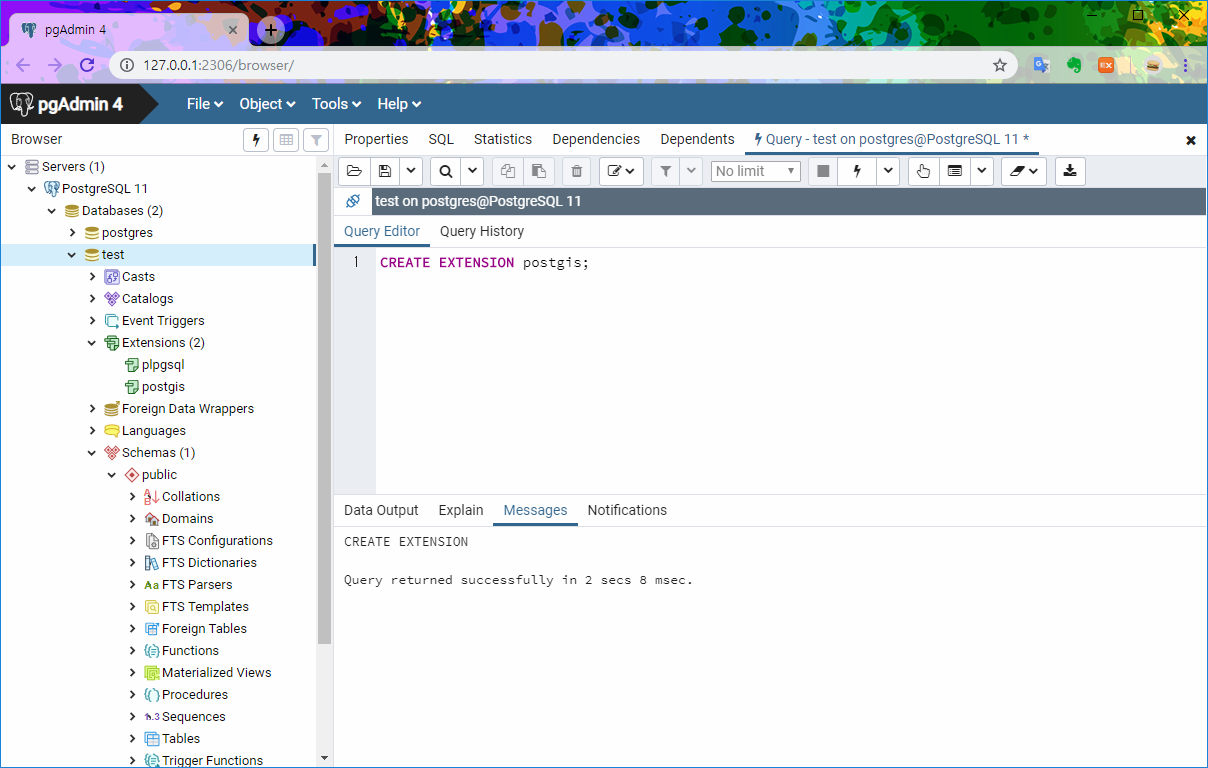 pgAdmin 4
127.0.0.1:2306/browser/
pgAdmin 4 File Object Tools Help
Browser
Properties SQL Statistics Dependencies Dependents Query - test on postgres@PostgreSQL 11 *
No limit
test on postgres@PostgreSQL 11
Query Editor Query History
1 CREATE EXTENSION postgis;
Servers (1)
PostgreSQL 11
Databases (2)
postgres
test
Casts
Catalogs
Event Triggers
Extensions (2)
plpgsql
postgis
Foreign Data Wrappers
Languages
Schemas (1)
public
Collations
Domains
FTS Configurations
FTS Dictionaries
Aa FTS Parsers
FTS Templates
Foreign Tables
Functions
Materialized Views
Procedures
1..3 Sequences
Tables
Trigger Functions
Data Output Explain Messages Notifications
CREATE EXTENSION
Query returned successfully in 2 secs 8 msec.